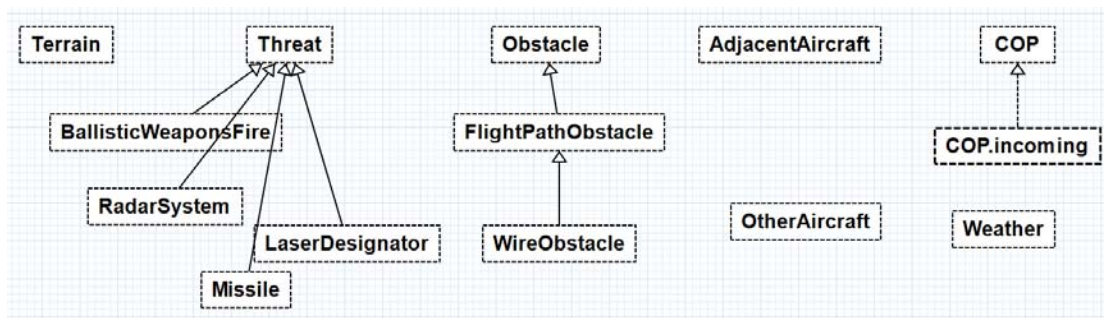 Terrain
Threat
Obstacle
AdjacentAircraft
COP
BallisticWeaponsFire
FlightPathObstacle
COP.incoming
RadarSystem
LaserDesignator
WireObstacle
OtherAircraft
Weather
Missile